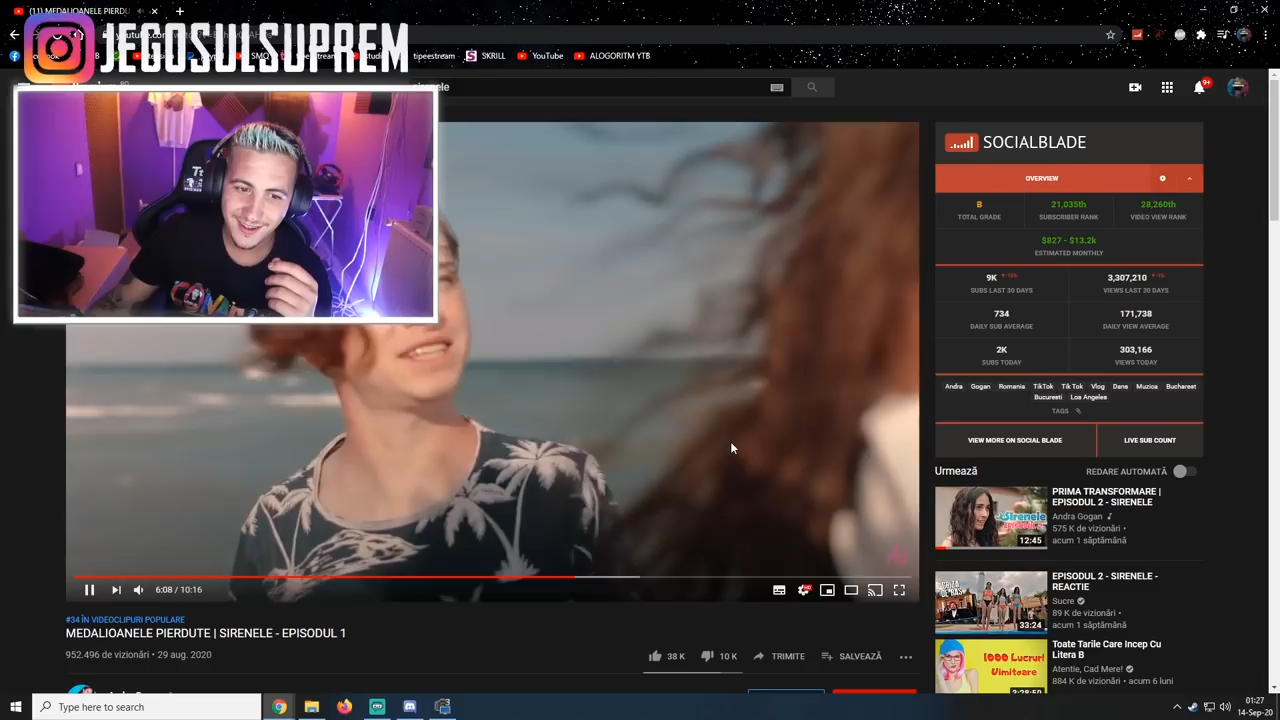 (11) MEDALIOANELE PIERDU
JEGOSULSUPREM
youtube.com
tipeestream
SKRILL
YouTube
ALOGORITM YTB
9+
SOCIALBLADE
OVERVIEW
B
TOTAL GRADE
21,035th
SUBSCRIBER RANK
28,260th
VIDEO VIEW RANK
$827 - $13.2k
ESTIMATED MONTHLY
9K
SUBS LAST 30 DAYS
3,307,210
VIEWS LAST 30 DAYS
734
DAILY SUB AVERAGE
171,738
DAILY VIEW AVERAGE
2K
SUBS TODAY
303,166
VIEWS TODAY
Andra Gogan Romania TikTok Tik Tok Vlog Dans Muzica Bucharest
Bucuresti Los Angeles
TAGS
VIEW MORE ON SOCIAL BLADE
LIVE SUB COUNT
Urmează
REDARE AUTOMATĂ
PRIMA TRANSFORMARE |
EPISODUL 2 - SIRENELE
Andra Gogan
575 K de vizionări •
acum 1 săptămână
12:45
EPISODUL 2 - SIRENELE -
REACTIE
Sucre
89 K de vizionări •
acum 1 săptămână
33:24
Toate Tarile Care Incep Cu
Litera B
Atentie, Cad Mere!
884 K de vizionări • acum 6 luni
1000 Lucruri
Uimitoare
6:08 / 10:16
#34 ÎN VIDEOCLIPURI POPULARE
MEDALIOANELE PIERDUTE | SIRENELE - EPISODUL 1
952.496 de vizionări • 29 aug. 2020
38 K
10 K
TRIMITE
SALVEAZĂ
Type here to search
01:27
14-Sep-20